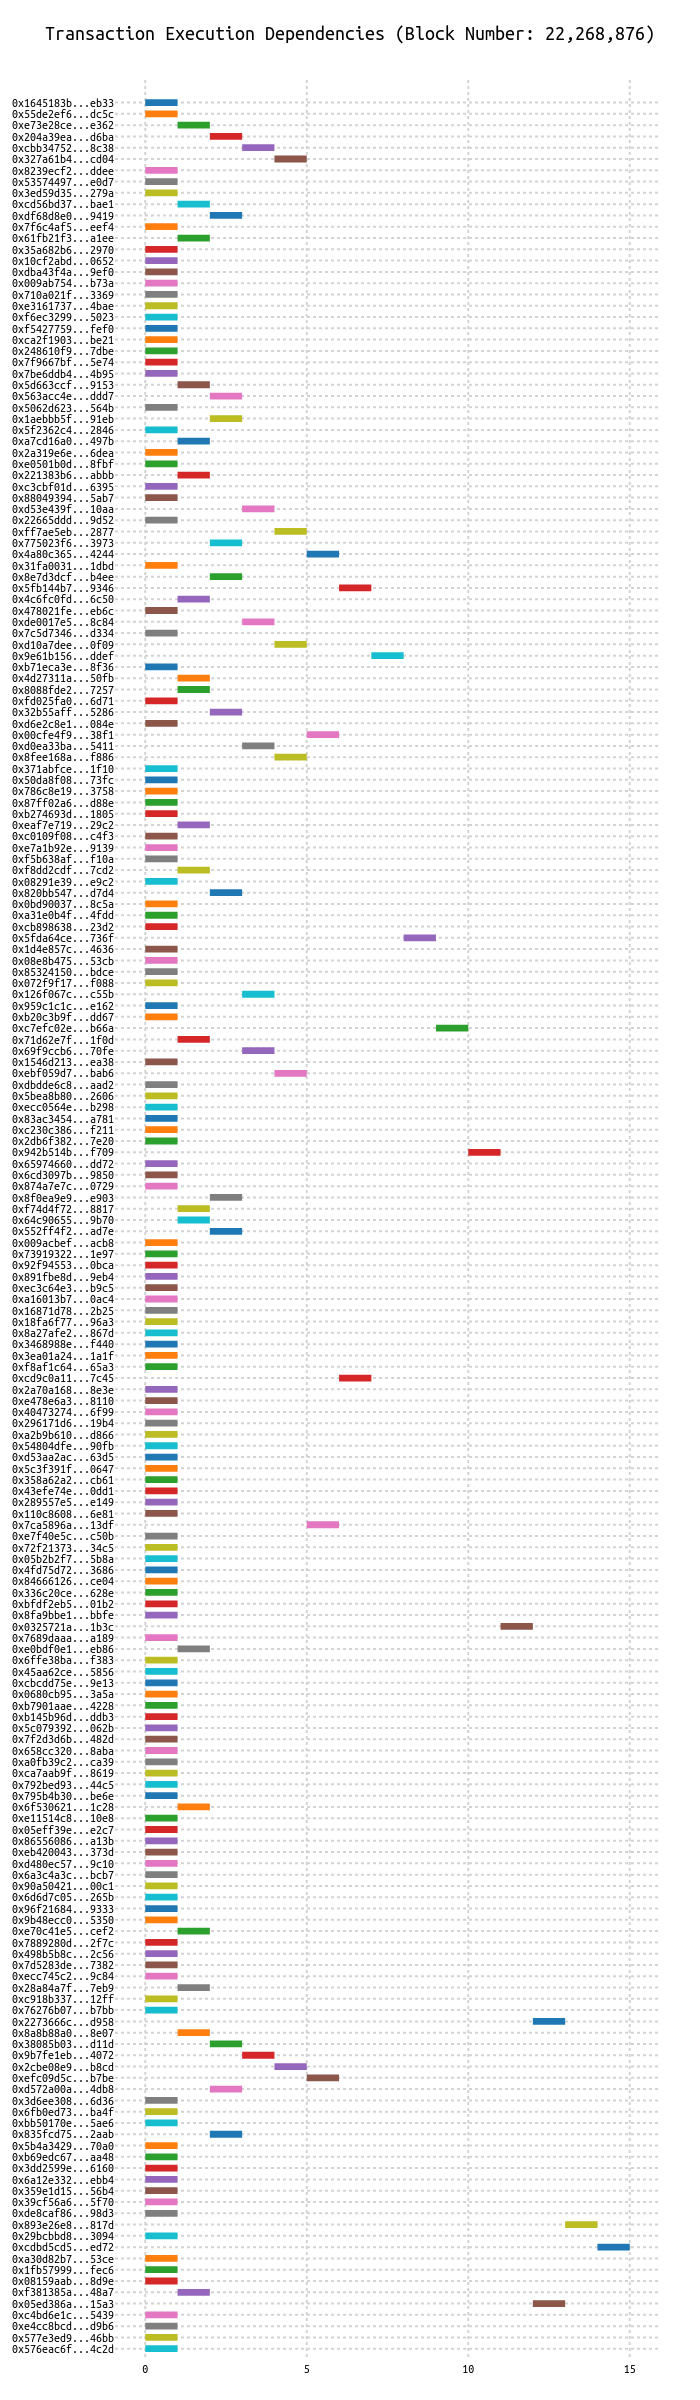 Transaction Execution Dependencies (Block Number: 22,268,876)
0x1645183b...eb33
0x55de2ef6...dc5c
0xe73e28ce...e362
0x204a39ea...d6ba
0xcbb34752...8c38
0x327a61b4...cd04
0x8239ecf2...ddee
0x53574497...e0d7
0x3ed59d35...279a
0xcd56bd37...bae1
0xdf68d8e0...9419
0x7f6c4af5...eef4
0x61fb21f3...a1ee
0x35a682b6...2970
0x10cf2abd...0652
0xdba43f4a...9ef0
0x009ab754...b73a
0x710a021f...3369
0xe3161737...4bae
0xf6ec3299...5023
0xf5427759...fef0
0xca2f1903...be21
0x248610f9...7dbe
0x7f9667bf...5e74
0x7be6ddb4...4b95
0x5d663ccf...9153
0x563acc4e...ddd7
0x5062d623...564b
0x1aebbb5f...91eb
0x5f2362c4...2846
0xa7cd16a0...497b
0x2a319e6e...6dea
0xe0501b0d...8fbf
0x221383b6...abbb
0xc3cbf01d...6395
0x88049394...5ab7
0xd53e439f...10aa
0x22665ddd...9d52
0xff7ae5eb...2877
0x775023f6...3973
0x4a80c365...4244
0x31fa0031...1dbd
0x8e7d3dcf...b4ee
0x5fb144b7...9346
0x4c6fc0fd...6c50
0x478021fe...eb6c
0xde0017e5...8c84
0x7c5d7346...d334
0xd10a7dee...0f09
0x9e61b156...ddef
0xb71eca3e...8f36
0x4d27311a...50fb
0x8088fde2...7257
0xfd025fa0...6d71
0x32b55aff...5286
0xd6e2c8e1...084e
0x00cfe4f9...38f1
0xd0ea33ba...5411
0x8fee168a...f886
0x371abfce...1f10
0x50da8f08...73fc
0x786c8e19...3758
0x87ff02a6...d88e
0xb274693d...1805
0xeaf7e719...29c2
0xc0109f08...c4f3
0xe7a1b92e...9139
0xf5b638af...f10a
0xf8dd2cdf...7cd2
0x08291e39...e9c2
0x820bb547...d7d4
0x0bd90037...8c5a
0xa31e0b4f...4fdd
0xcb898638...23d2
0x5fda64ce...736f
0x1d4e857c...4636
0x08e8b475...53cb
0x85324150...bdce
0x072f9f17...f088
0x126f067c...c55b
0x959c1c1c...e162
0xb20c3b9f...dd67
0xc7efc02e...b66a
0x71d62e7f...1f0d
0x69f9ccb6...70fe
0x1546d213...ea38
0xebf059d7...bab6
0xdbdde6c8...aad2
0x5bea8b80...2606
0xecc0564e...b298
0x83ac3454...a781
0xc230c386...f211
0x2db6f382...7e20
0x942b514b...f709
0x65974660...dd72
0x6cd3097b...9850
0x874a7e7c...0729
0x8f0ea9e9...e903
0xf74d4f72...8817
0x64c90655...9b70
0x552ff4f2...ad7e
0x009acbef...acb8
0x73919322...1e97
0x92f94553...0bca
0x891fbe8d...9eb4
0xec3c64e3...b9c5
0xa16013b7...0ac4
0x16871d78...2b25
0x18fa6f77...96a3
0x8a27afe2...867d
0x3468988e...f440
0x3ea01a24...1a1f
0xf8af1c64...65a3
0xcd9c0a11...7c45
0x2a70a168...8e3e
0xe478e6a3...8110
0x40473274...6f99
0x296171d6...19b4
0xa2b9b610...d866
0x54804dfe...90fb
0xd53aa2ac...63d5
0x5c3f391f...0647
0x358a62a2...cb61
0x43efe74e...0dd1
0x289557e5...e149
0x110c8608...6e81
0x7ca5896a...13df
0xe7f40e5c...c50b
0x72f21373...34c5
0x05b2b2f7...5b8a
0x4fd75d72...3686
0x84666126...ce04
0x336c20ce...628e
0xbfdf2eb5...01b2
0x8fa9bbe1...bbfe
0x0325721a...1b3c
0x7689daaa...a189
0xe0bdf0e1...eb86
0x6ffe38ba...f383
0x45aa62ce...5856
0xcbcdd75e...9e13
0x0680cb95...3a5a
0xb7901aae...4228
0xb145b96d...ddb3
0x5c079392...062b
0x7f2d3d6b...482d
0x658cc320...8aba
0xa0fb39c2...ca39
0xca7aab9f...8619
0x792bed93...44c5
0x795b4b30...be6e
0x6f530621...1c28
0xe11514c8...10e8
0x05eff39e...e2c7
0x86556086...a13b
0xeb420043...373d
0xd480ec57...9c10
0x6a3c4a3c...bcb7
0x90a50421...00c1
0x6d6d7c05...265b
0x96f21684...9333
0x9b48ecc0...5350
0xe70c41e5...cef2
0x7889280d...2f7c
0x498b5b8c...2c56
0x7d5283de...7382
0xecc745c2...9c84
0x28a84a7f...7eb9
0xc918b337...12ff
0x76276b07...b7bb
0x2273666c...d958
0x8a8b88a0...8e07
0x38085b03...d11d
0x9b7fe1eb...4072
0x2cbe08e9...b8cd
0xefc09d5c...b7be
0xd572a00a...4db8
0x3d6ee308...6d36
0x6fb0ed73...ba4f
0xbb50170e...5ae6
0x835fcd75...2aab
0x5b4a3429...70a0
0xb69edc67...aa48
0x3dd2599e...6160
0x6a12e332...ebb4
0x359e1d15...56b4
0x39cf56a6...5f70
0xde8caf86...98d3
0x893e26e8...817d
0x29bcbbd8...3094
0xcdbd5cd5...ed72
0xa30d82b7...53ce
0x1fb57999...fec6
0x08159aab...8d9e
0xf381385a...48a7
0x05ed386a...15a3
0xc4bd6e1c...5439
0xe4cc8bcd...d9b6
0x577e3ed9...46bb
0x576eac6f...4c2d
0 5 10 15